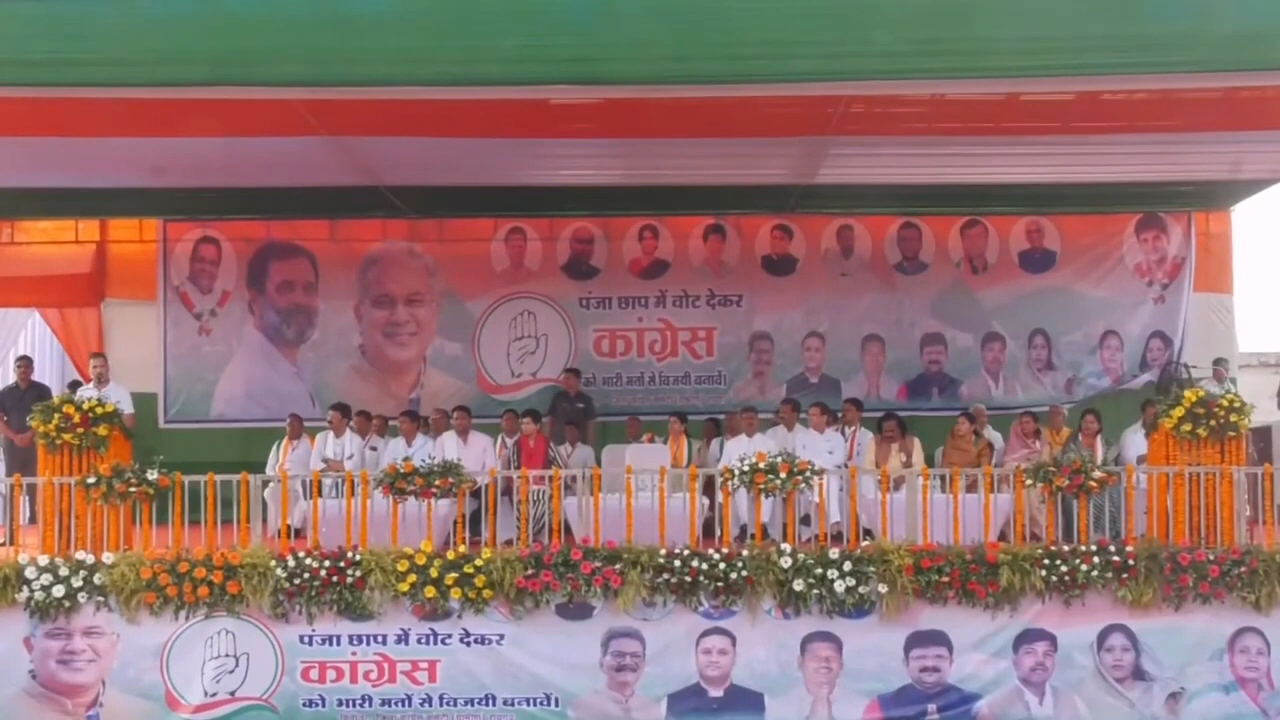 पंजा छाप में वोट देकर
कांग्रेस
को भारी मतों से विजयी बनावें।
पंजा छाप में वोट देकर
कांग्रेस
को भारी मतों से विजयी बनावें।